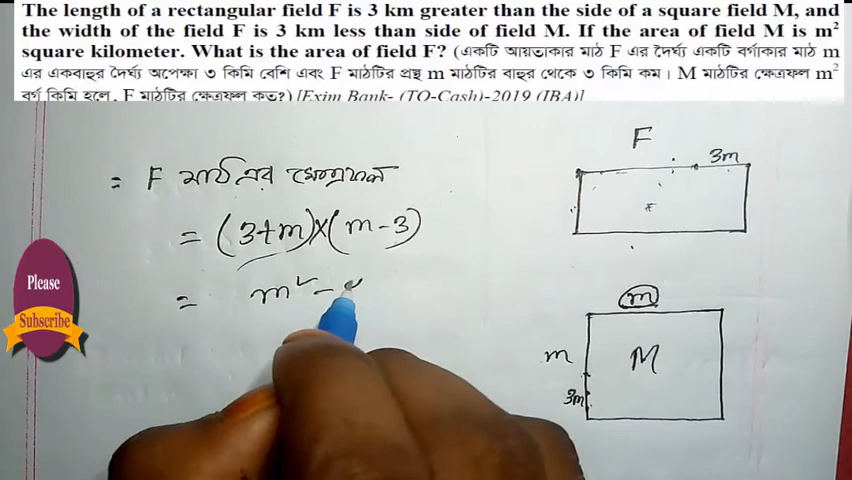 The length of a rectangular field F is 3 km greater than the side of a square field M, and
the width of the field F is 3 km less than side of field M. If the area of field M is m²
square kilometer. What is the area of field F? (একটি আয়তাকার মাঠ F এর দৈর্ঘ্য একটি বর্গাকার মাঠ m
এর একবাহুর দৈর্ঘ্য অপেক্ষা ৩ কিমি বেশি এবং F মাঠটির প্রস্থ m মাঠটির বাহুর থেকে ৩ কিমি কম। M মাঠটির ক্ষেত্রফল m²
বর্গ কিমি হলে, F মাঠটির ক্ষেত্রফল কত?) [Exim Bank- (TO-Cash)-2019 (IBA)]
F
3m
= F মাঠ এর ক্ষেত্রফল
= (3+m)×(m-3)
= m² -
Please
Subscribe
m
m
M
3m